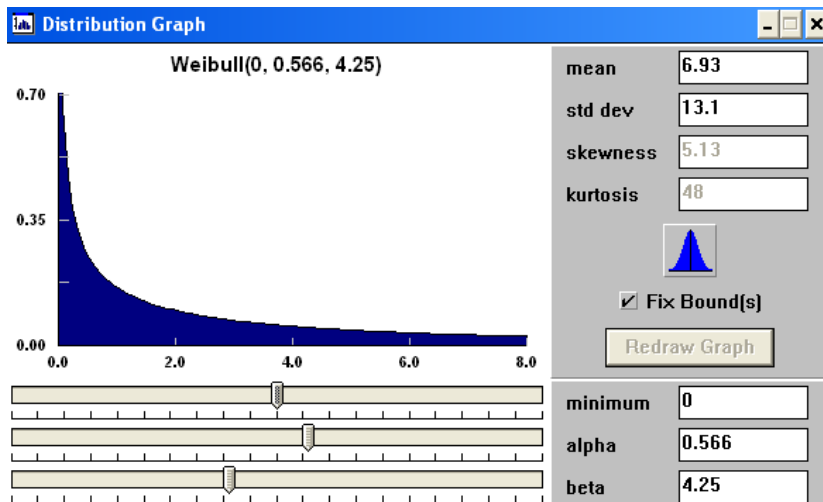 Distribution Graph
Weibull(0, 0.566, 4.25)
0.70
0.35
0.00
0.0 2.0 4.0 6.0 8.0
mean 6.93
std dev 13.1
skewness 5.13
kurtosis 48
Fix Bound(s)
Redraw Graph
minimum 0
alpha 0.566
beta 4.25